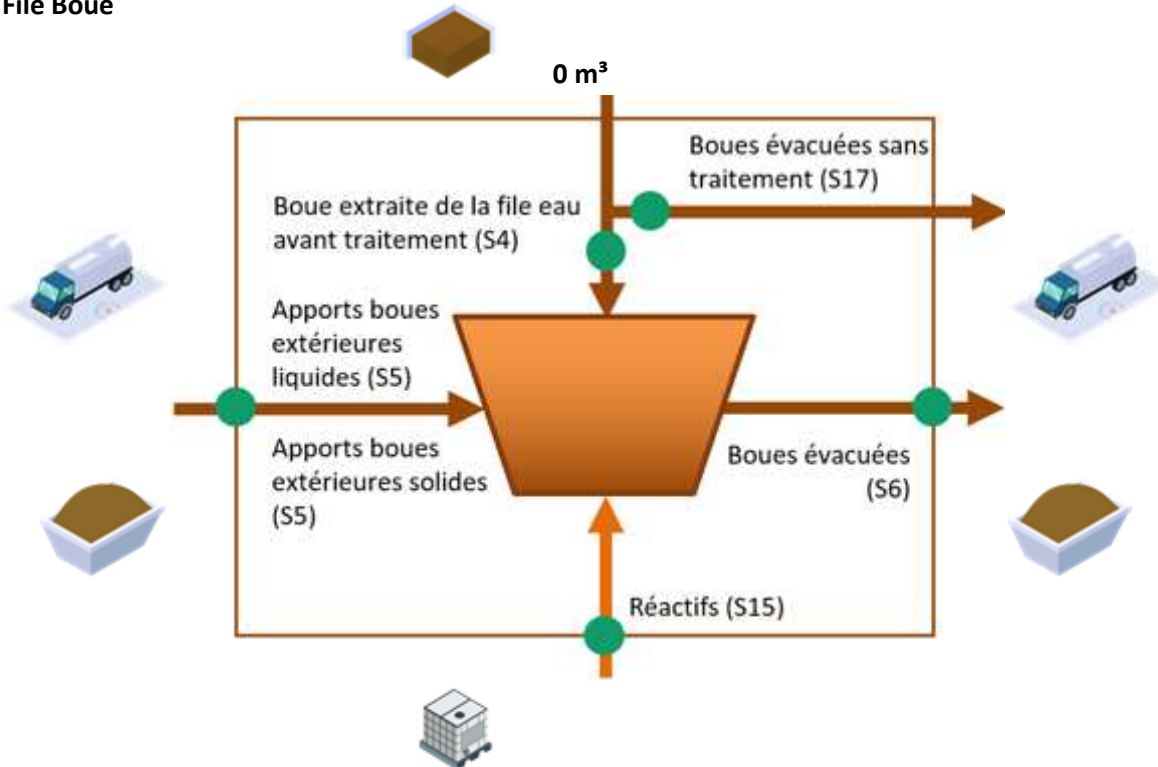 File Boue
0 m³
Boues évacuées sans
traitement (S17)
Boue extraite de la file eau
avant traitement (S4)
Apports boues
extérieures
liquides (S5)
Apports boues
extérieures solides
(S5)
Boues évacuées
(S6)
Réactifs (S15)